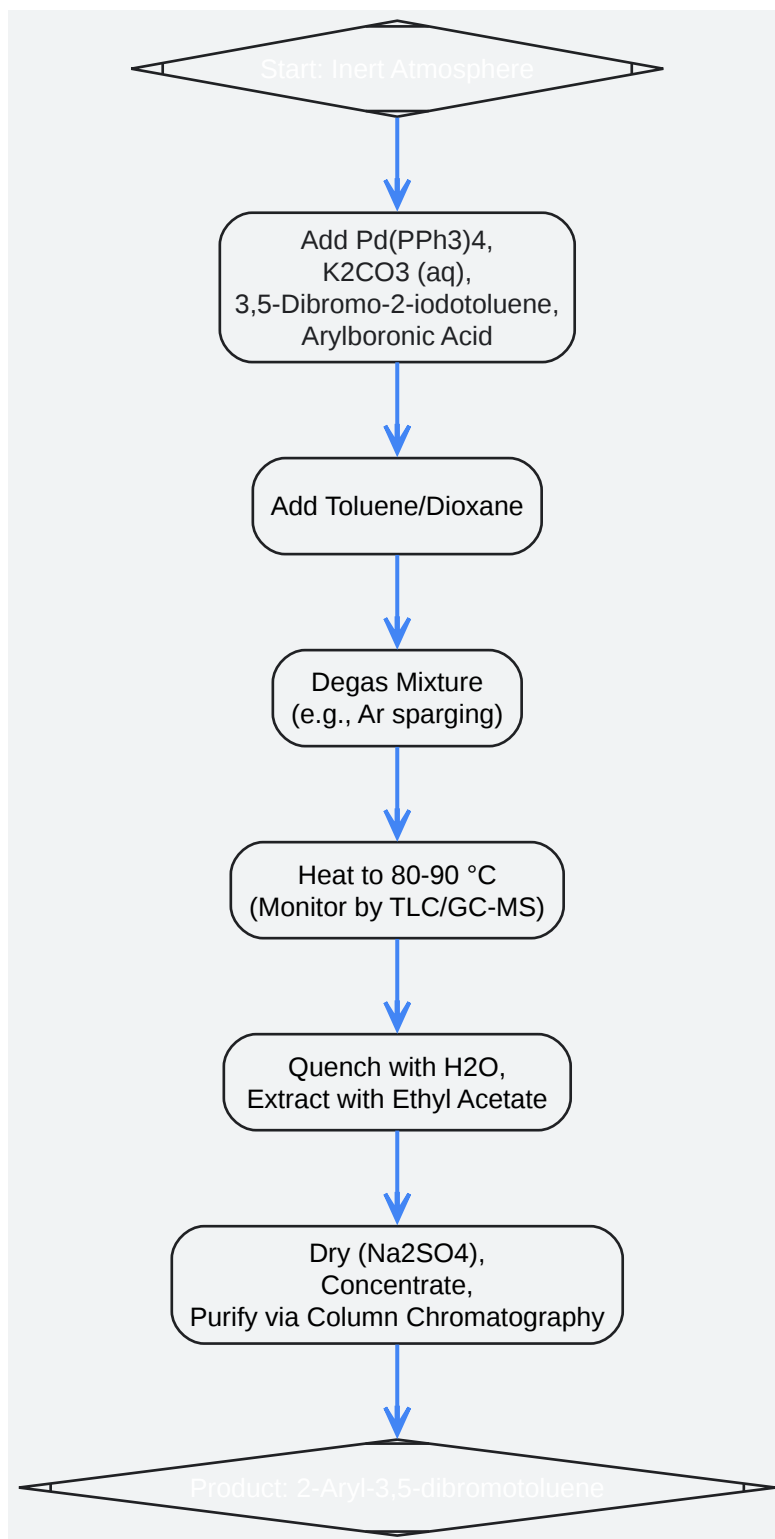 Start: Inert Atmosphere
Add Pd(PPh3)4,
K2CO3 (aq),
3,5-Dibromo-2-iodotoluene,
Arylboronic Acid
Add Toluene/Dioxane
Degas Mixture
(e.g., Ar sparging)
Heat to 80-90 °C
(Monitor by TLC/GC-MS)
Quench with H2O,
Extract with Ethyl Acetate
Dry (Na2SO4),
Concentrate,
Purify via Column Chromatography
Product: 2-Aryl-3,5-dibromotoluene